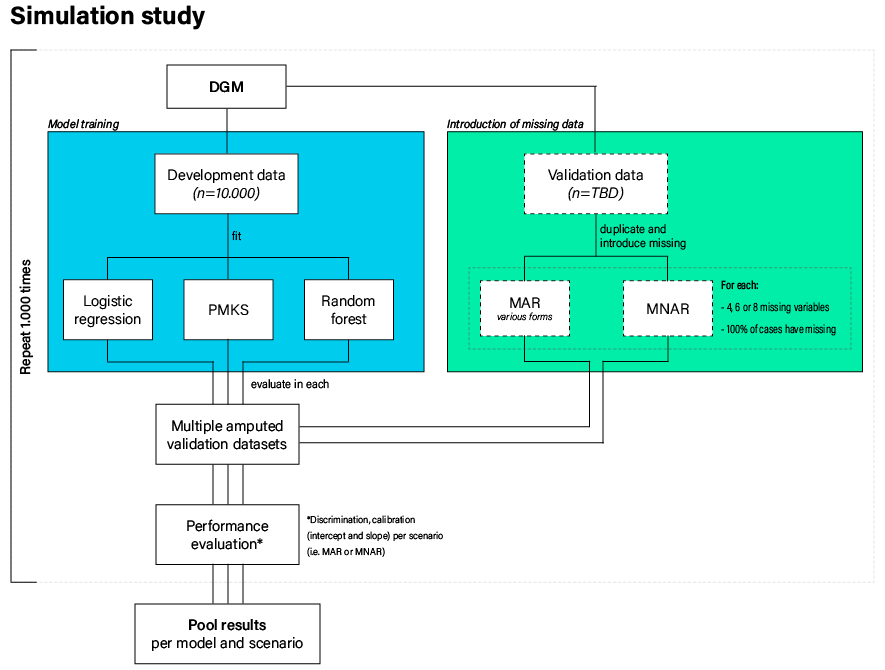 Simulation study
DGM
Model training
Introduction of missing data
Development data
(n=10.000)
Validation data
(n=TBD)
fit
duplicate and
introduce missing
Logistic
regression
PMKS
Random
forest
MAR
various forms
MNAR
For each:
- 4, 6 or 8 missing variables
- 100% of cases have missing
Repeat 1.000 times
evaluate in each
Multiple amputed
validation datasets
Performance
evaluation*
*Discrimination, calibration
(intercept and slope) per scenario
(i.e. MAR or MNAR)
Pool results
per model and scenario